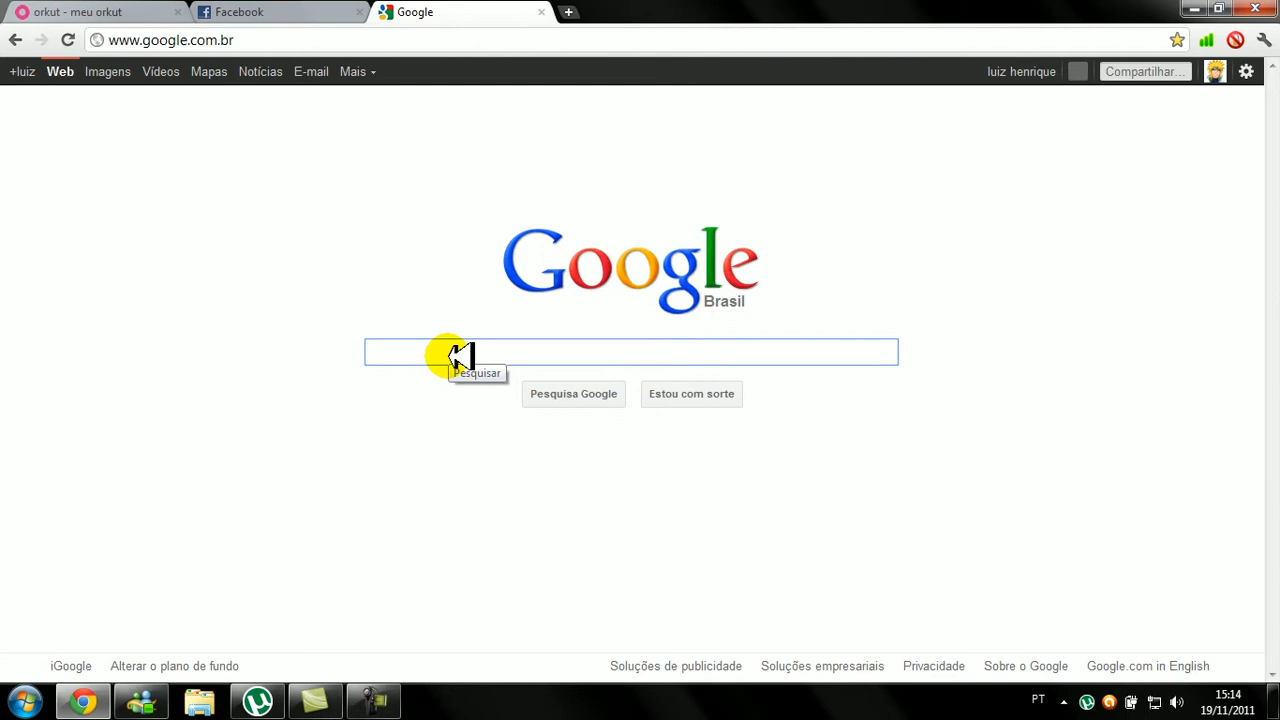 orkut - meu orkut
Facebook
Google
www.google.com.br
+luiz Web Imagens Vídeos Mapas Notícias E-mail Mais
luiz henrique Compartilhar...
Google
Brasil
Pesquisar
Pesquisa Google Estou com sorte
iGoogle Alterar o plano de fundo Soluções de publicidade Soluções empresariais Privacidade Sobre o Google Google.com in English
PT
15:14
19/11/2011